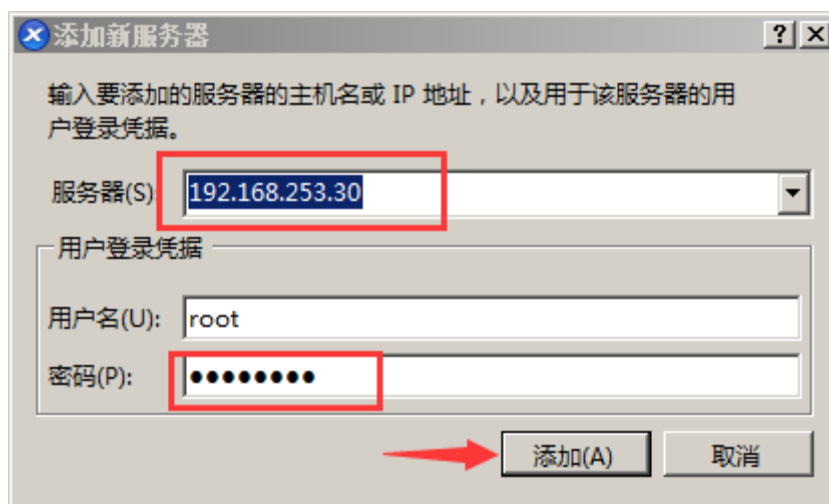 添加新服务器
输入要添加的服务器的主机名或 IP 地址，以及用于该服务器的用
户登录凭据。
服务器(S): 192.168.253.30
用户登录凭据
用户名(U): root
密码(P): ●●●●●●●●
添加(A) 取消